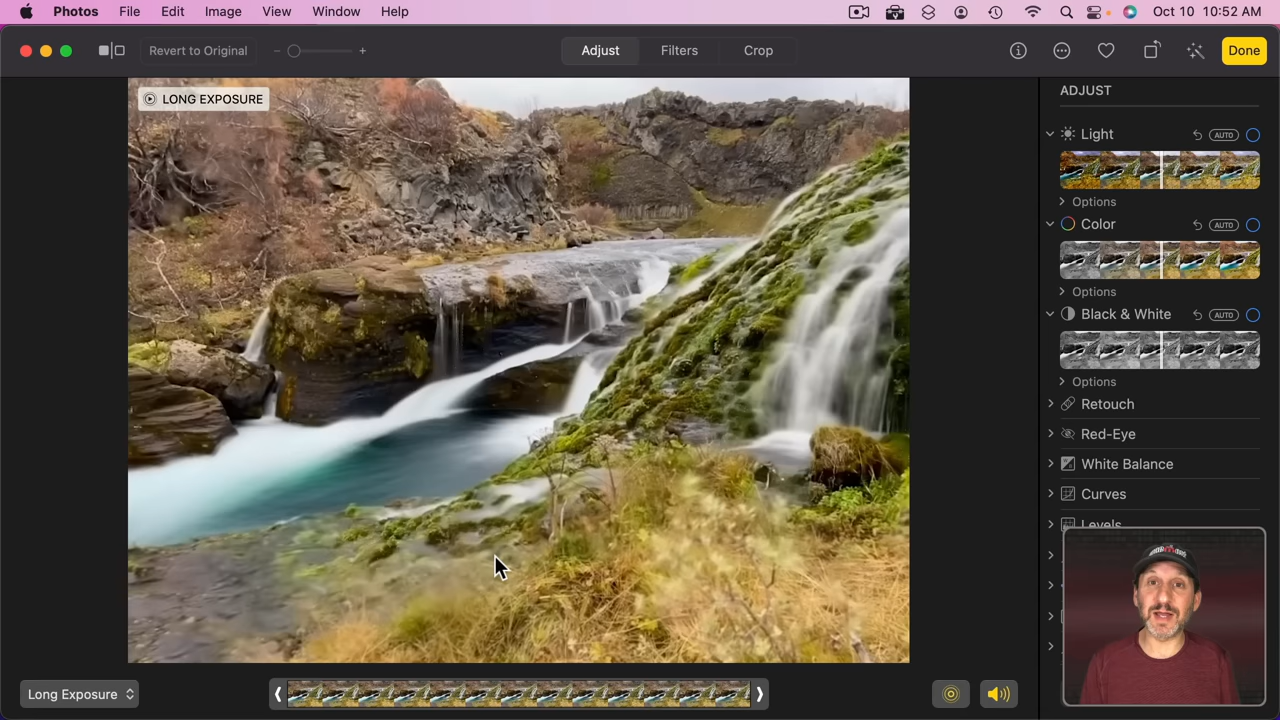 Photos File Edit Image View Window Help Oct 10 10:52 AM
Revert to Original − + Adjust Filters Crop Done
LONG EXPOSURE
ADJUST
Light AUTO
Options
Color AUTO
Options
Black & White AUTO
Options
Retouch
Red-Eye
White Balance
Curves
Levels
Long Exposure